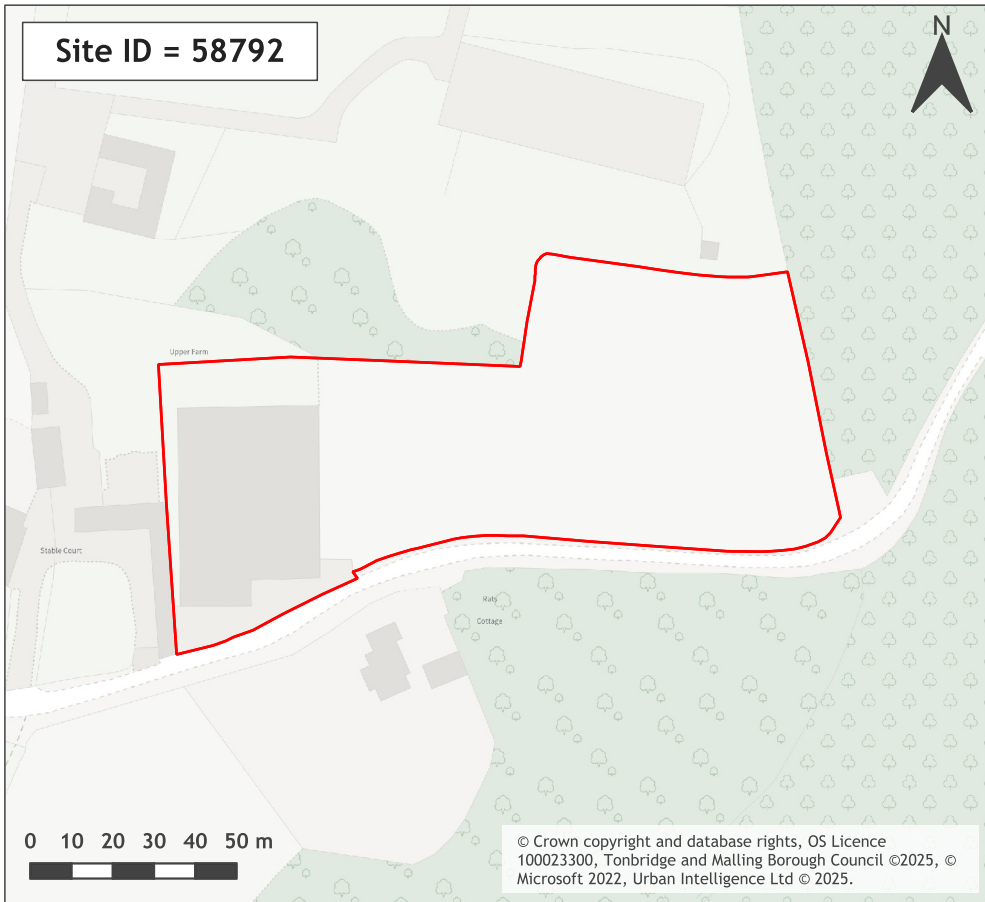 Site ID = 58792
N
Upper Farm
Stable Court
Rats
Cottage
0 10 20 30 40 50 m
© Crown copyright and database rights, OS Licence
100023300, Tonbridge and Malling Borough Council ©2025, ©
Microsoft 2022, Urban Intelligence Ltd © 2025.